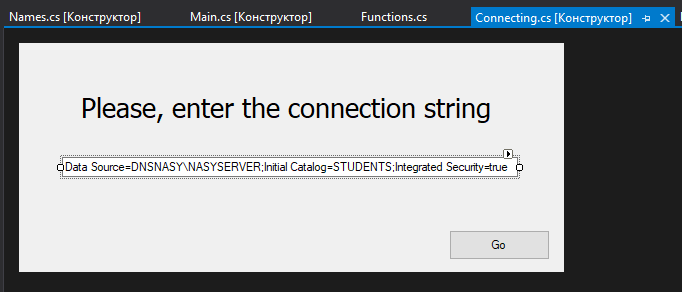 Names.cs [Конструктор] Main.cs [Конструктор] Functions.cs Connecting.cs [Конструктор]
Please, enter the connection string
Data Source=DNSNASY\NASYSERVER;Initial Catalog=STUDENTS;Integrated Security=true
Go